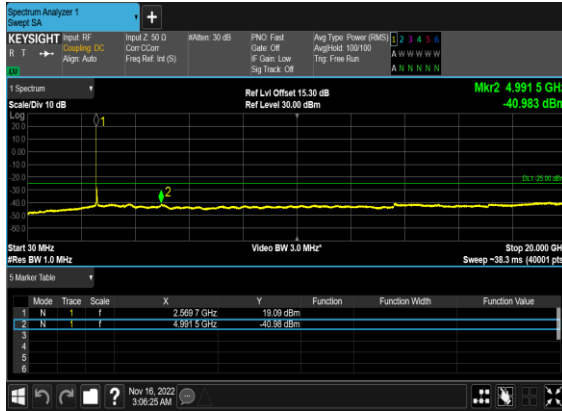 Spectrum Analyzer 1
Swept SA
+
KEYSIGHT Input: RF Input Z: 50 Ω #Atten: 30 dB PNO: Fast Avg Type: Power (RMS) 1 2 3 4 5 6
R T Coupling: DC Corr CCorr Gate: Off Avg|Hold: 100/100 A W W W W W
Align: Auto Freq Ref: Int (S) IF Gain: Low Trig: Free Run
LU Sig Track: Off A N N N N N
1 Spectrum Ref Lvl Offset 15.30 dB Mkr2 4.991 5 GHz
Scale/Div 10 dB Ref Level 30.00 dBm -40.983 dBm
Log
20.0 1
10.0
0.00
-10.0
-20.0 DL1 -25.00 dBm
-30.0 2
-40.0
-50.0
-60.0
Start 30 MHz Video BW 3.0 MHz* Stop 20.000 GHz
#Res BW 1.0 MHz Sweep ~38.3 ms (40001 pts)
5 Marker Table
Mode Trace Scale X Y Function Function Width Function Value
1 N 1 f 2.569 7 GHz 19.09 dBm
2 N 1 f 4.991 5 GHz -40.98 dBm
3
4
5
6
? Nov 16, 2022
3:06:25 AM